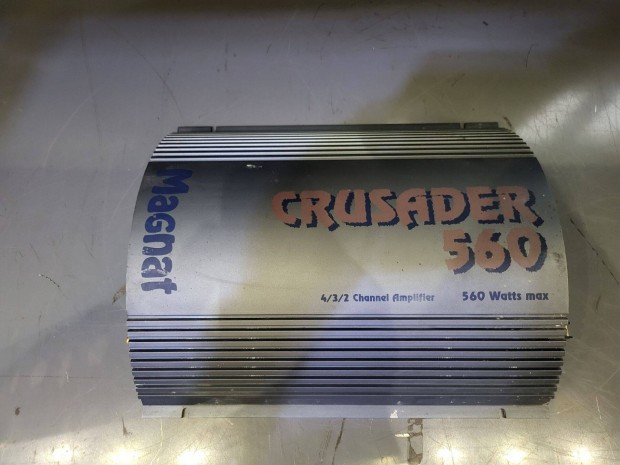 Magnat
CRUSADER
560
4/3/2 Channel Amplifier
560 Watts max